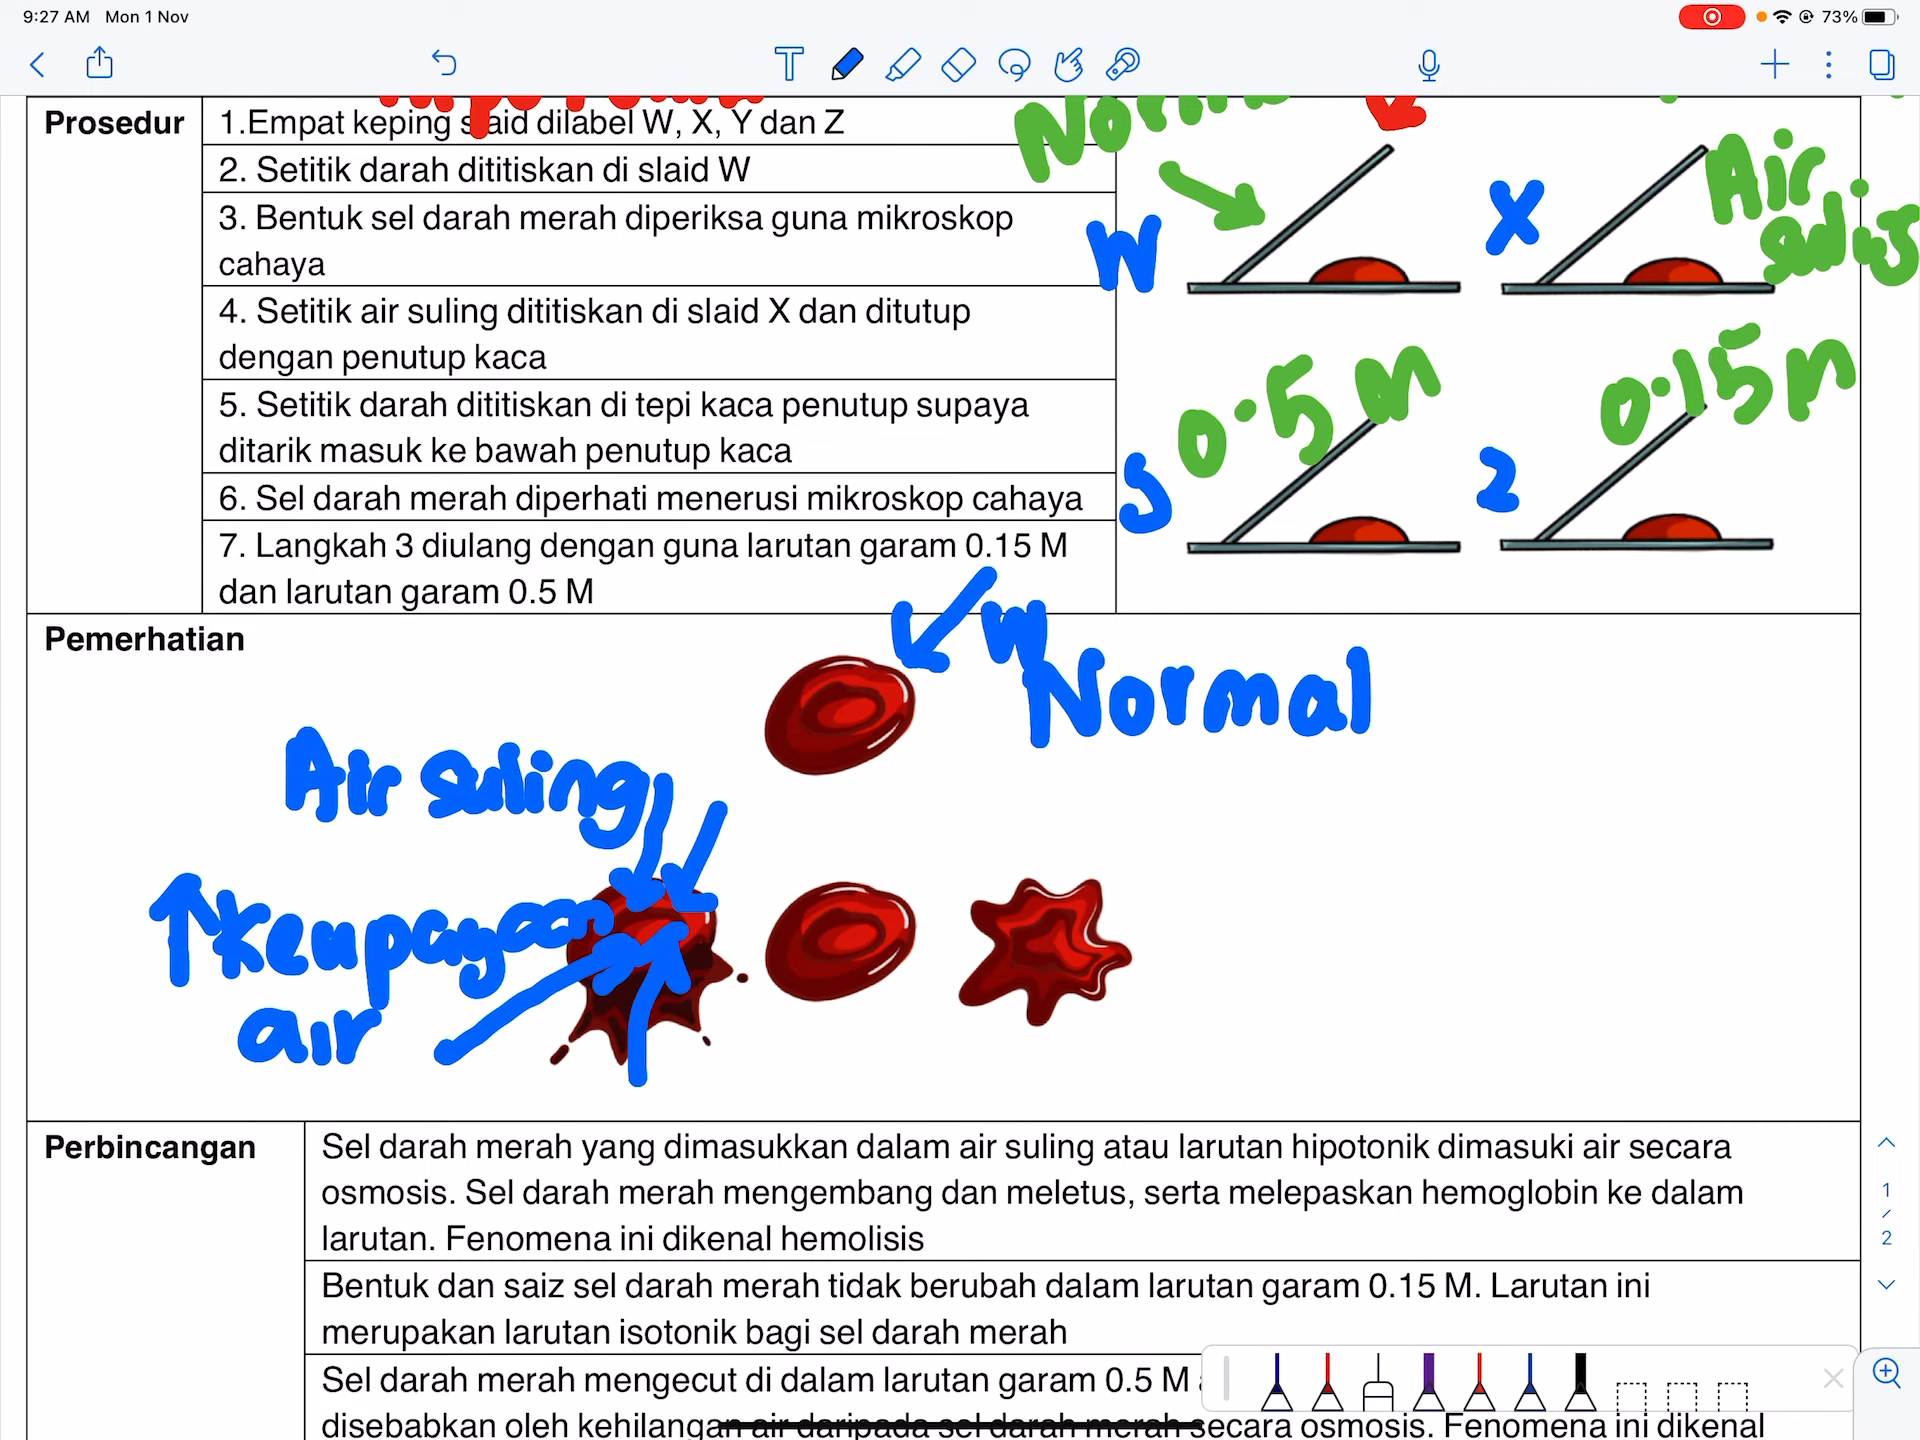 9:27 AM Mon 1 Nov
73%
Prosedur
1.Empat keping slaid dilabel W, X, Y dan Z
2. Setitik darah dititiskan di slaid W
3. Bentuk sel darah merah diperiksa guna mikroskop
cahaya
4. Setitik air suling dititiskan di slaid X dan ditutup
dengan penutup kaca
5. Setitik darah dititiskan di tepi kaca penutup supaya
ditarik masuk ke bawah penutup kaca
6. Sel darah merah diperhati menerusi mikroskop cahaya
7. Langkah 3 diulang dengan guna larutan garam 0.15 M
dan larutan garam 0.5 M
W
X
Air
0.5 M
0.15 M
Pemerhatian
W
Normal
Air suling
↑keupayaan
air
Perbincangan
Sel darah merah yang dimasukkan dalam air suling atau larutan hipotonik dimasuki air secara
osmosis. Sel darah merah mengembang dan meletus, serta melepaskan hemoglobin ke dalam
larutan. Fenomena ini dikenal hemolisis
Bentuk dan saiz sel darah merah tidak berubah dalam larutan garam 0.15 M. Larutan ini
merupakan larutan isotonik bagi sel darah merah
Sel darah merah mengecut di dalam larutan garam 0.5 M
disebabkan oleh kehilangan air daripada sel darah merah secara osmosis. Fenomena ini dikenal
1
/
2